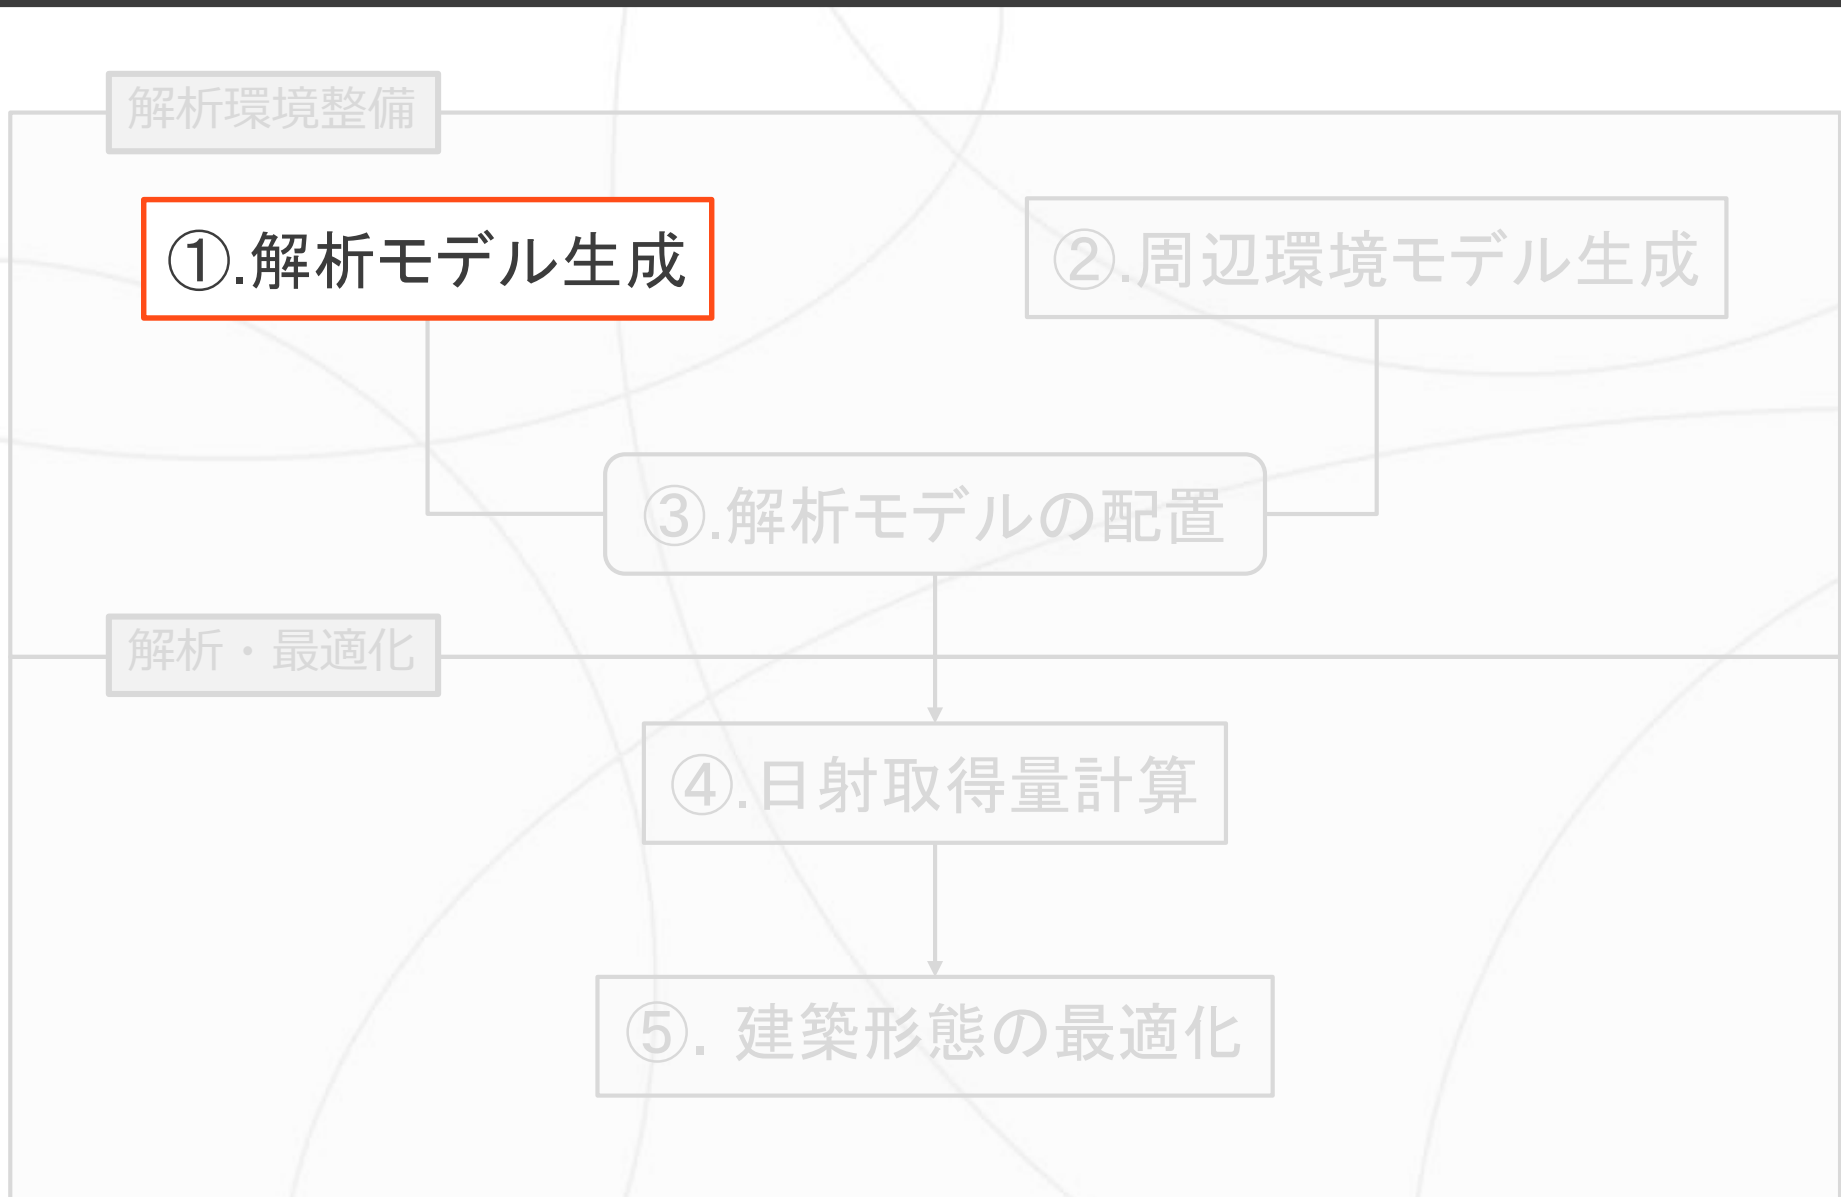 解析環境整備
①.解析モデル生成
②.周辺環境モデル生成
③.解析モデルの配置
解析・最適化
④.日射取得量計算
⑤. 建築形態の最適化